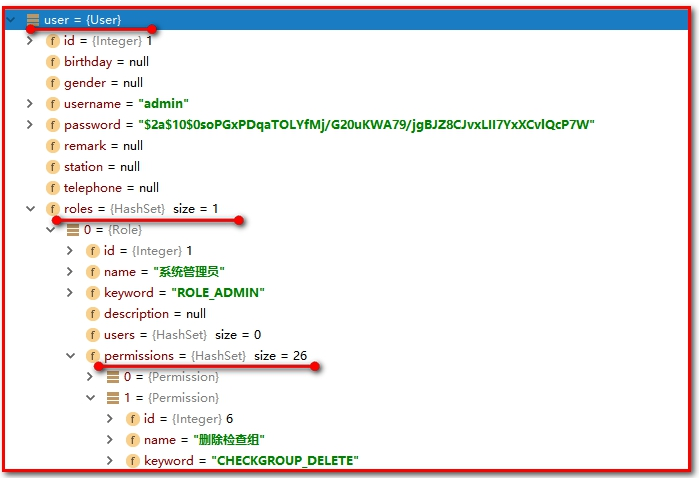 user = {User}
f id = {Integer} 1
f birthday = null
f gender = null
f username = "admin"
f password = "$2a$10$0soPGxPDqaTOLYfMj/G20uKWA79/jgBJZ8CJvxLII7YxXCvlQcP7W"
f remark = null
f station = null
f telephone = null
f roles = {HashSet} size = 1
0 = {Role}
f id = {Integer} 1
f name = "系统管理员"
f keyword = "ROLE_ADMIN"
f description = null
f users = {HashSet} size = 0
f permissions = {HashSet} size = 26
0 = {Permission}
1 = {Permission}
f id = {Integer} 6
f name = "删除检查组"
f keyword = "CHECKGROUP_DELETE"